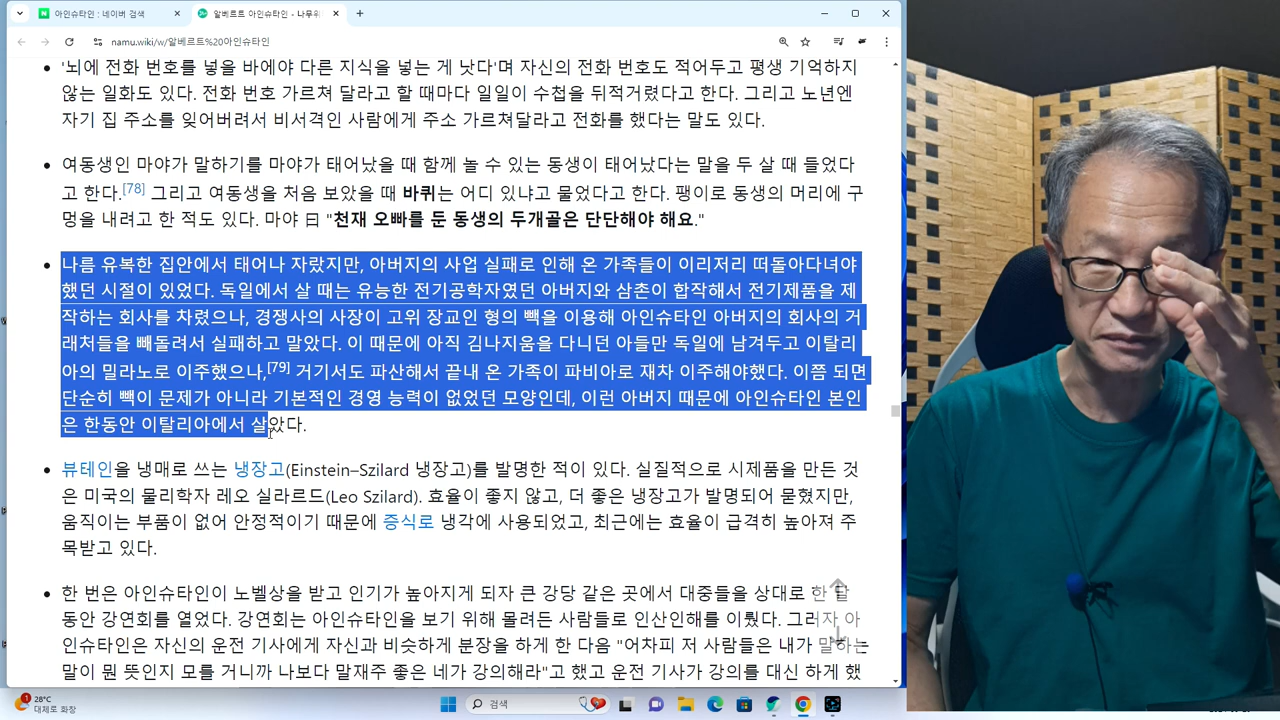 아인슈타인 : 네이버 검색
알베르트 아인슈타인 - 나무위
namu.wiki/w/알베르트%20아인슈타인
'뇌에 전화 번호를 넣을 바에야 다른 지식을 넣는 게 낫다'며 자신의 전화 번호도 적어두고 평생 기억하지
않는 일화도 있다. 전화 번호 가르쳐 달라고 할 때마다 일일이 수첩을 뒤적거렸다고 한다. 그리고 노년엔
자기 집 주소를 잊어버려서 비서격인 사람에게 주소 가르쳐달라고 전화를 했다는 말도 있다.
여동생인 마야가 말하기를 마야가 태어났을 때 함께 놀 수 있는 동생이 태어났다는 말을 두 살 때 들었다
고 한다.[78] 그리고 여동생을 처음 보았을 때 바퀴는 어디 있냐고 물었다고 한다. 팽이로 동생의 머리에 구
멍을 내려고 한 적도 있다. 마야 曰 "천재 오빠를 둔 동생의 두개골은 단단해야 해요."
나름 유복한 집안에서 태어나 자랐지만, 아버지의 사업 실패로 인해 온 가족들이 이리저리 떠돌아다녀야
했던 시절이 있었다. 독일에서 살 때는 유능한 전기공학자였던 아버지와 삼촌이 합작해서 전기제품을 제
작하는 회사를 차렸으나, 경쟁사의 사장이 고위 장교인 형의 빽을 이용해 아인슈타인 아버지의 회사의 거
래처들을 빼돌려서 실패하고 말았다. 이 때문에 아직 김나지움을 다니던 아들만 독일에 남겨두고 이탈리
아의 밀라노로 이주했으나,[79] 거기서도 파산해서 끝내 온 가족이 파비아로 재차 이주해야했다. 이쯤 되면
단순히 빽이 문제가 아니라 기본적인 경영 능력이 없었던 모양인데, 이런 아버지 때문에 아인슈타인 본인
은 한동안 이탈리아에서 살았다.
뷰테인을 냉매로 쓰는 냉장고(Einstein–Szilard 냉장고)를 발명한 적이 있다. 실질적으로 시제품을 만든 것
은 미국의 물리학자 레오 실라르드(Leo Szilard). 효율이 좋지 않고, 더 좋은 냉장고가 발명되어 묻혔지만,
움직이는 부품이 없어 안정적이기 때문에 증식로 냉각에 사용되었고, 최근에는 효율이 급격히 높아져 주
목받고 있다.
한 번은 아인슈타인이 노벨상을 받고 인기가 높아지게 되자 큰 강당 같은 곳에서 대중들을 상대로 한 달
동안 강연회를 열었다. 강연회는 아인슈타인을 보기 위해 몰려든 사람들로 인산인해를 이뤘다. 그러자 아
인슈타인은 자신의 운전 기사에게 자신과 비슷하게 분장을 하게 한 다음 "어차피 저 사람들은 내가 말하는
말이 뭔 뜻인지 모를 거니까 나보다 말재주 좋은 네가 강의해라"고 했고 운전 기사가 강의를 대신 하게 했
1
28°C
대체로 화창
검색